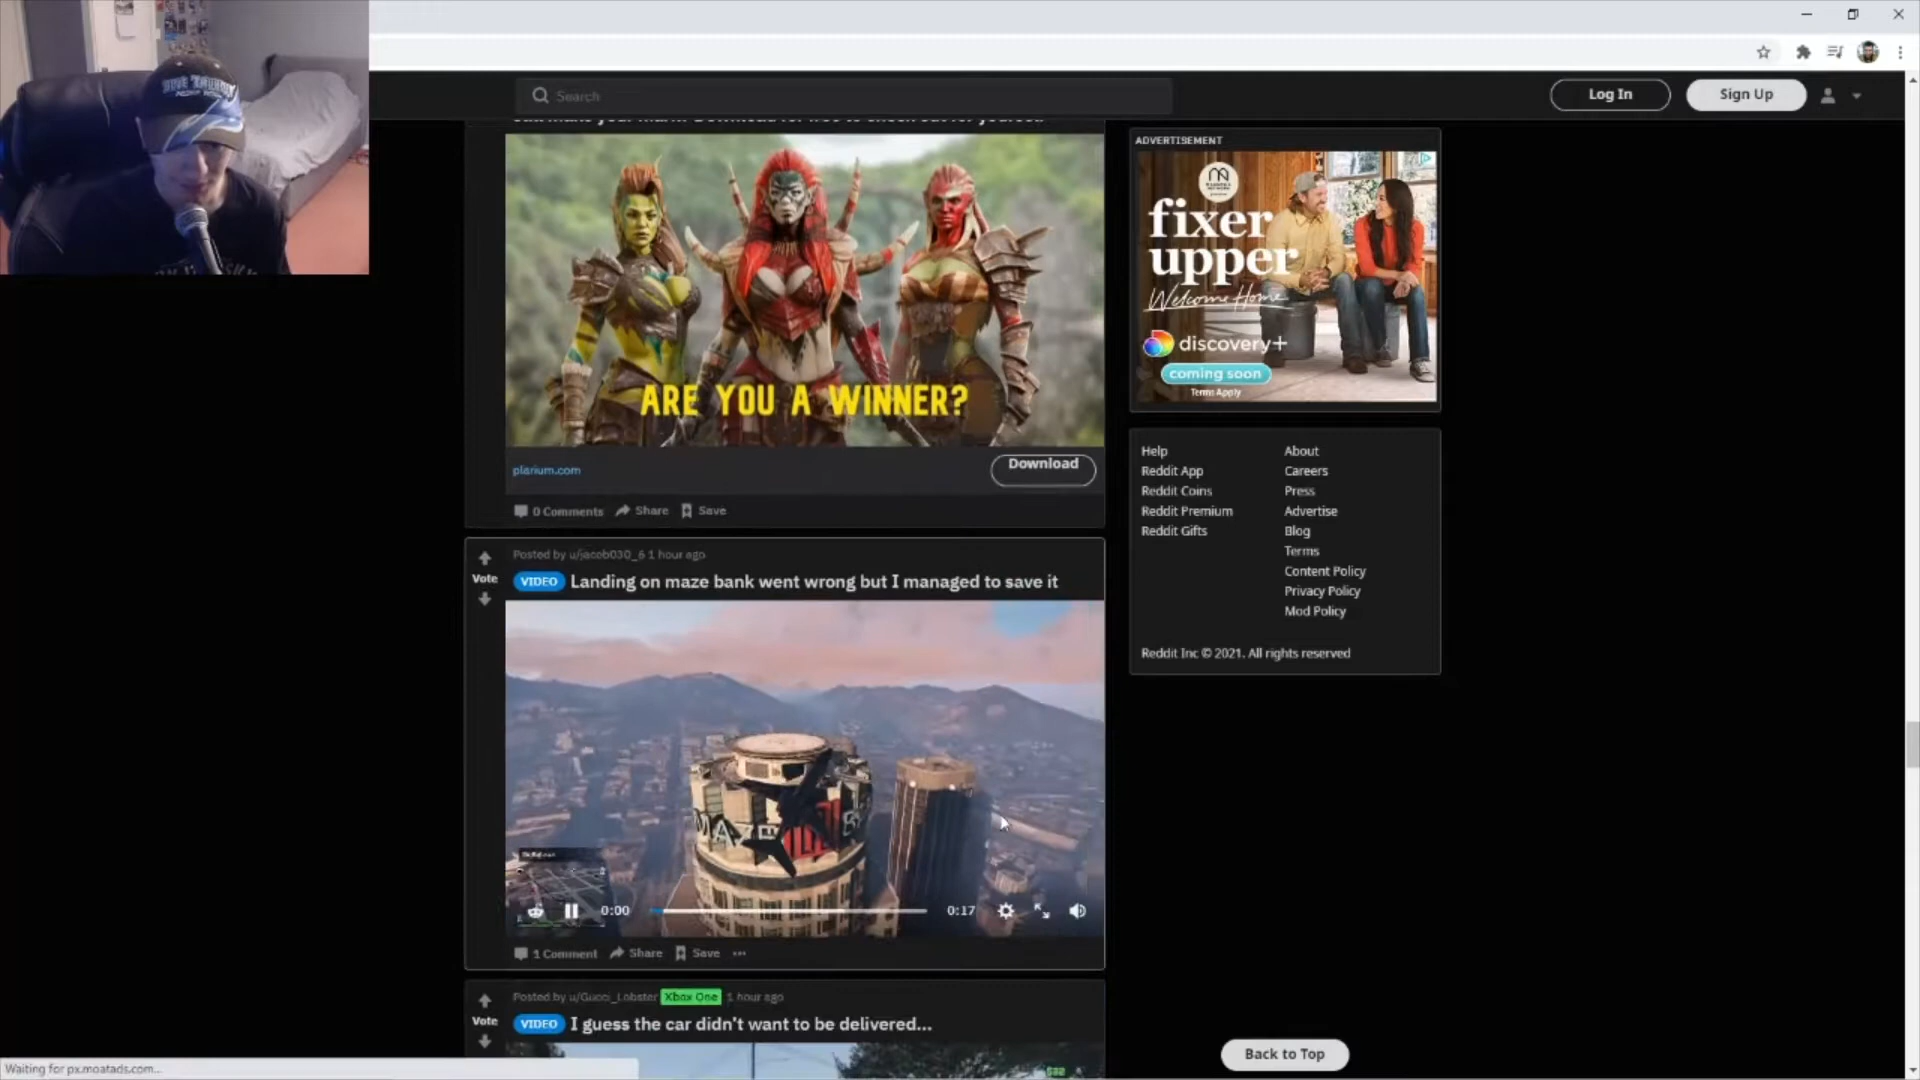 Search
Log In
Sign Up
ADVERTISEMENT
fixer
upper
Welcome Home
discovery+
coming soon
Terms Apply
ARE YOU A WINNER?
plarium.com
Download
0 Comments
Share
Save
Help
About
Reddit App
Careers
Reddit Coins
Press
Reddit Premium
Advertise
Reddit Gifts
Blog
Terms
Content Policy
Privacy Policy
Mod Policy
Reddit Inc © 2021. All rights reserved
Posted by u/jacob030_6 1 hour ago
Vote
VIDEO Landing on maze bank went wrong but I managed to save it
MAZE
0:00
0:17
1 Comment
Share
Save
Posted by u/Gucci_Lobster Xbox One 1 hour ago
Vote
VIDEO I guess the car didn't want to be delivered...
Back to Top
Waiting for px.moatads.com...